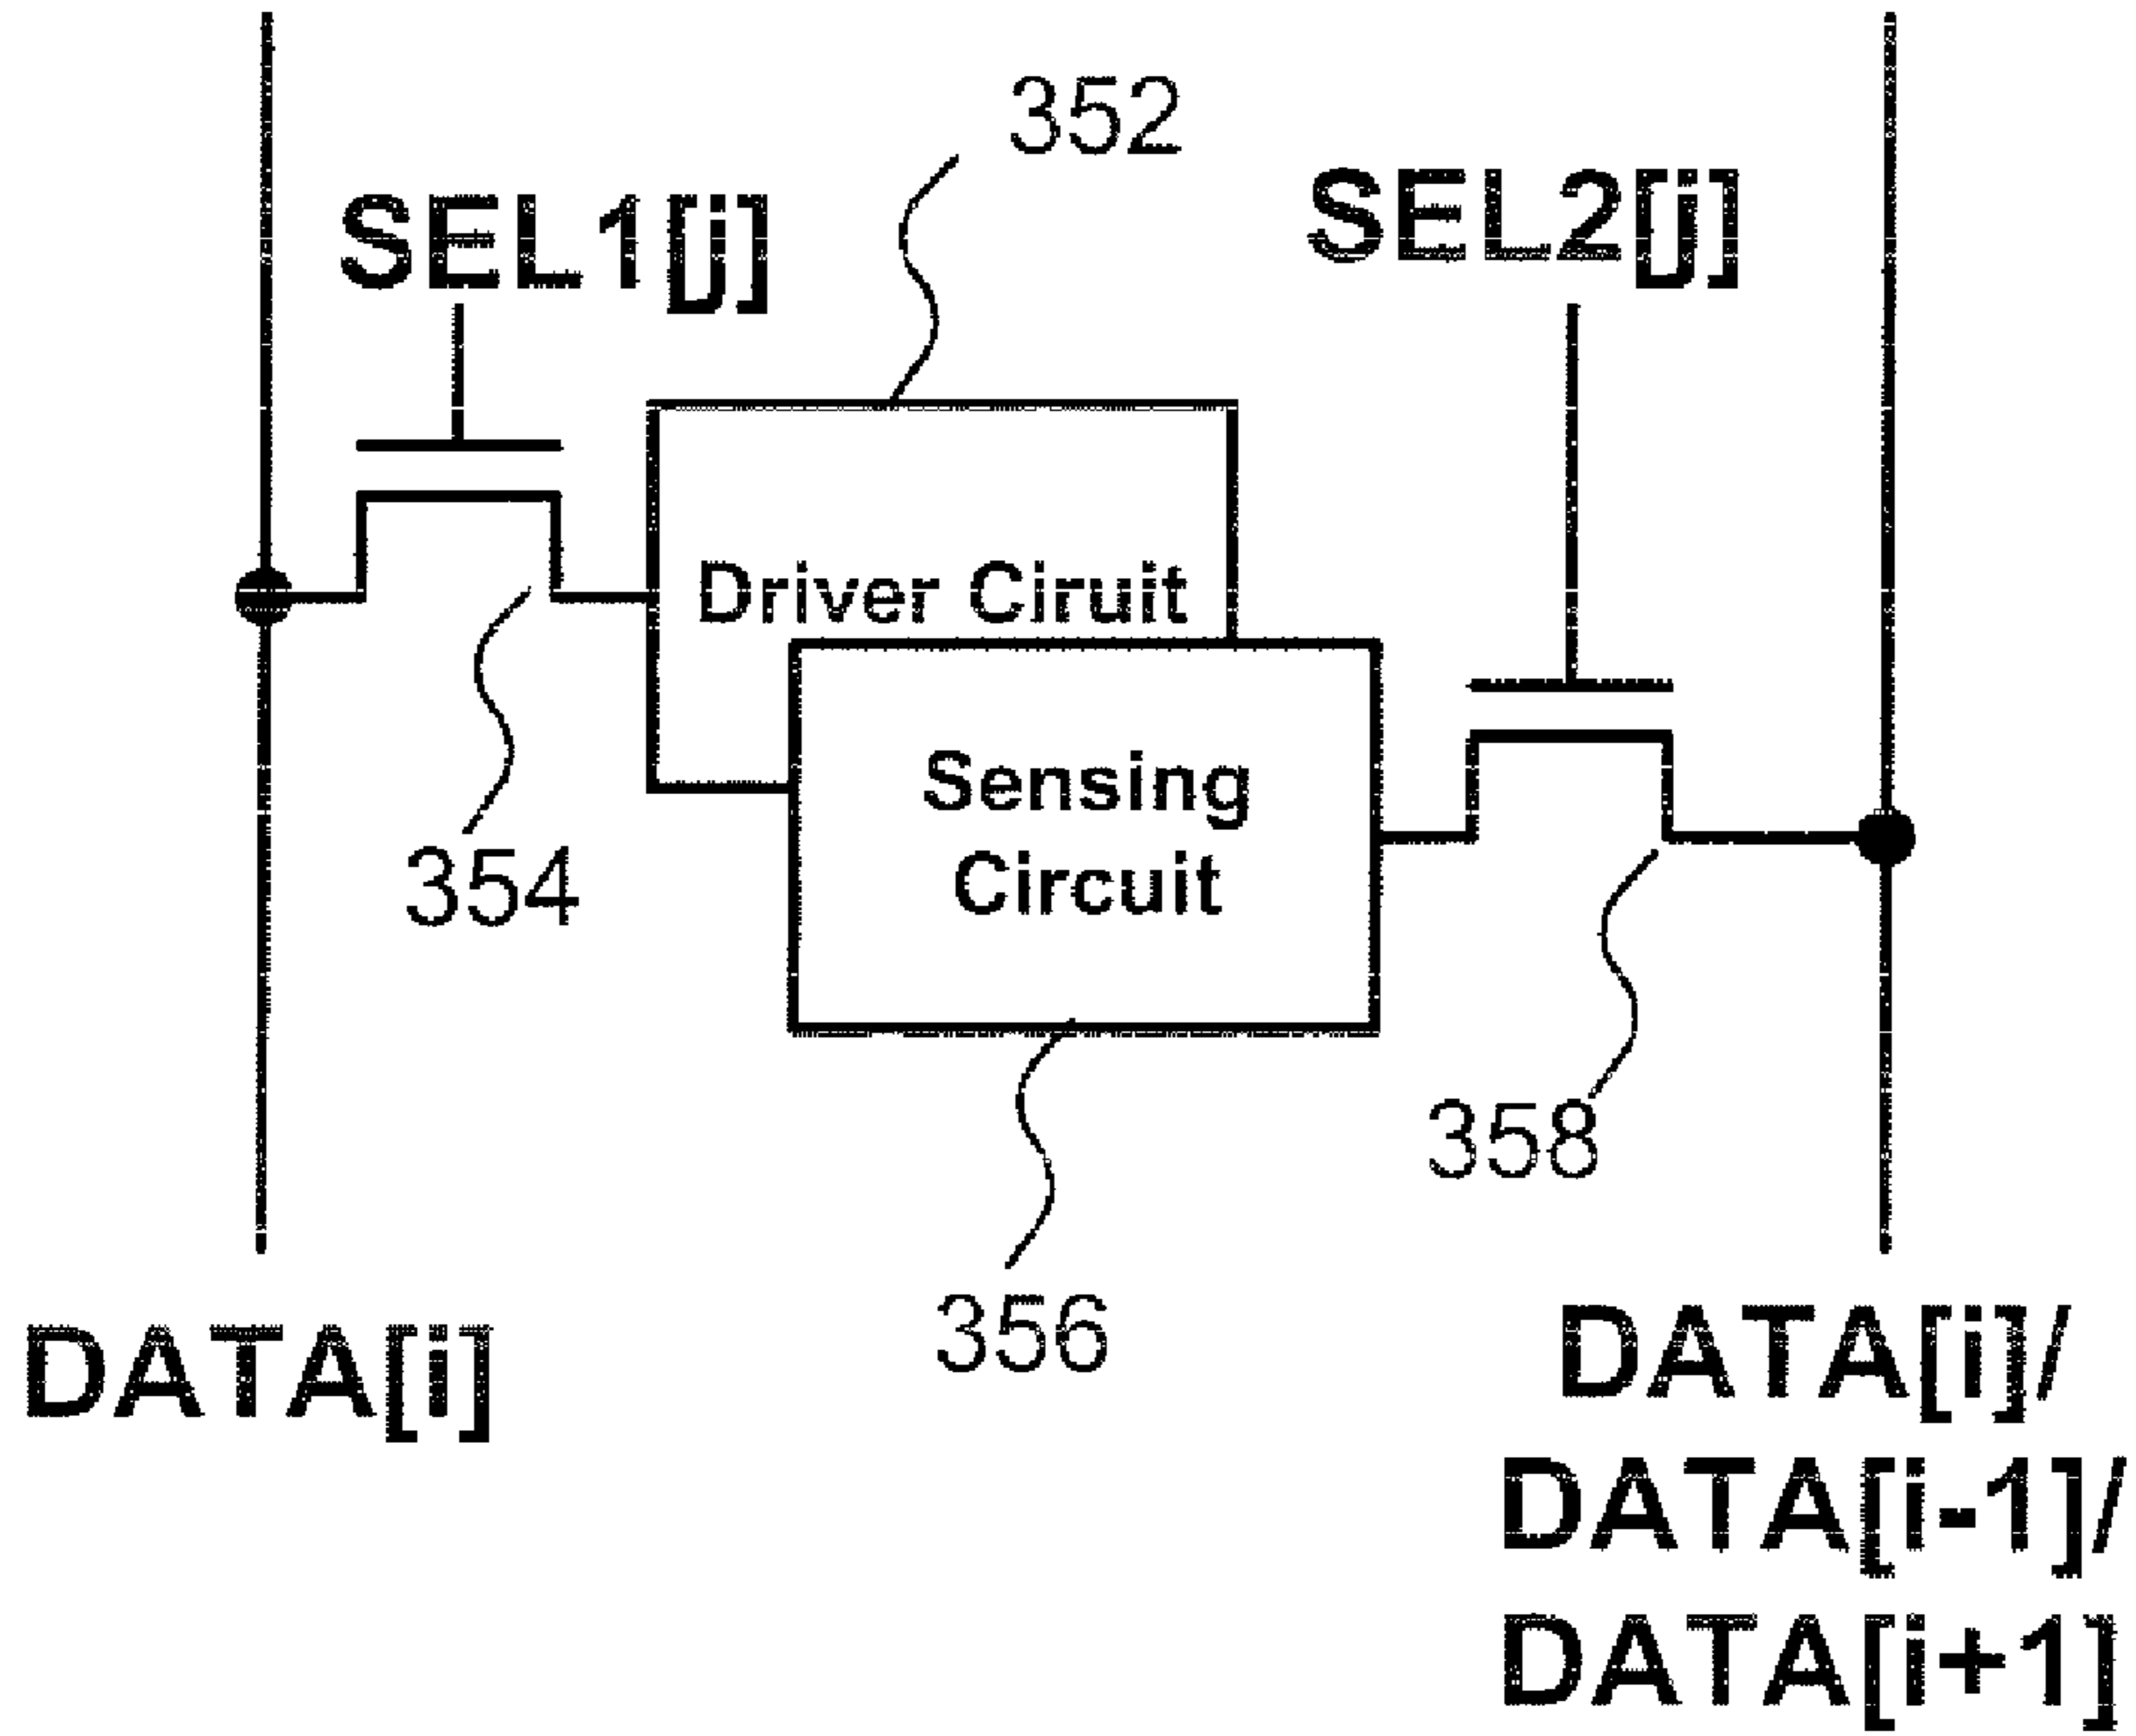 352
SEL1[j]
SEL2[j]
Driver Ciruit
Sensing
Circuit
354
358
356
DATA[i]
DATA[i]/
DATA[i-1]/
DATA[i+1]